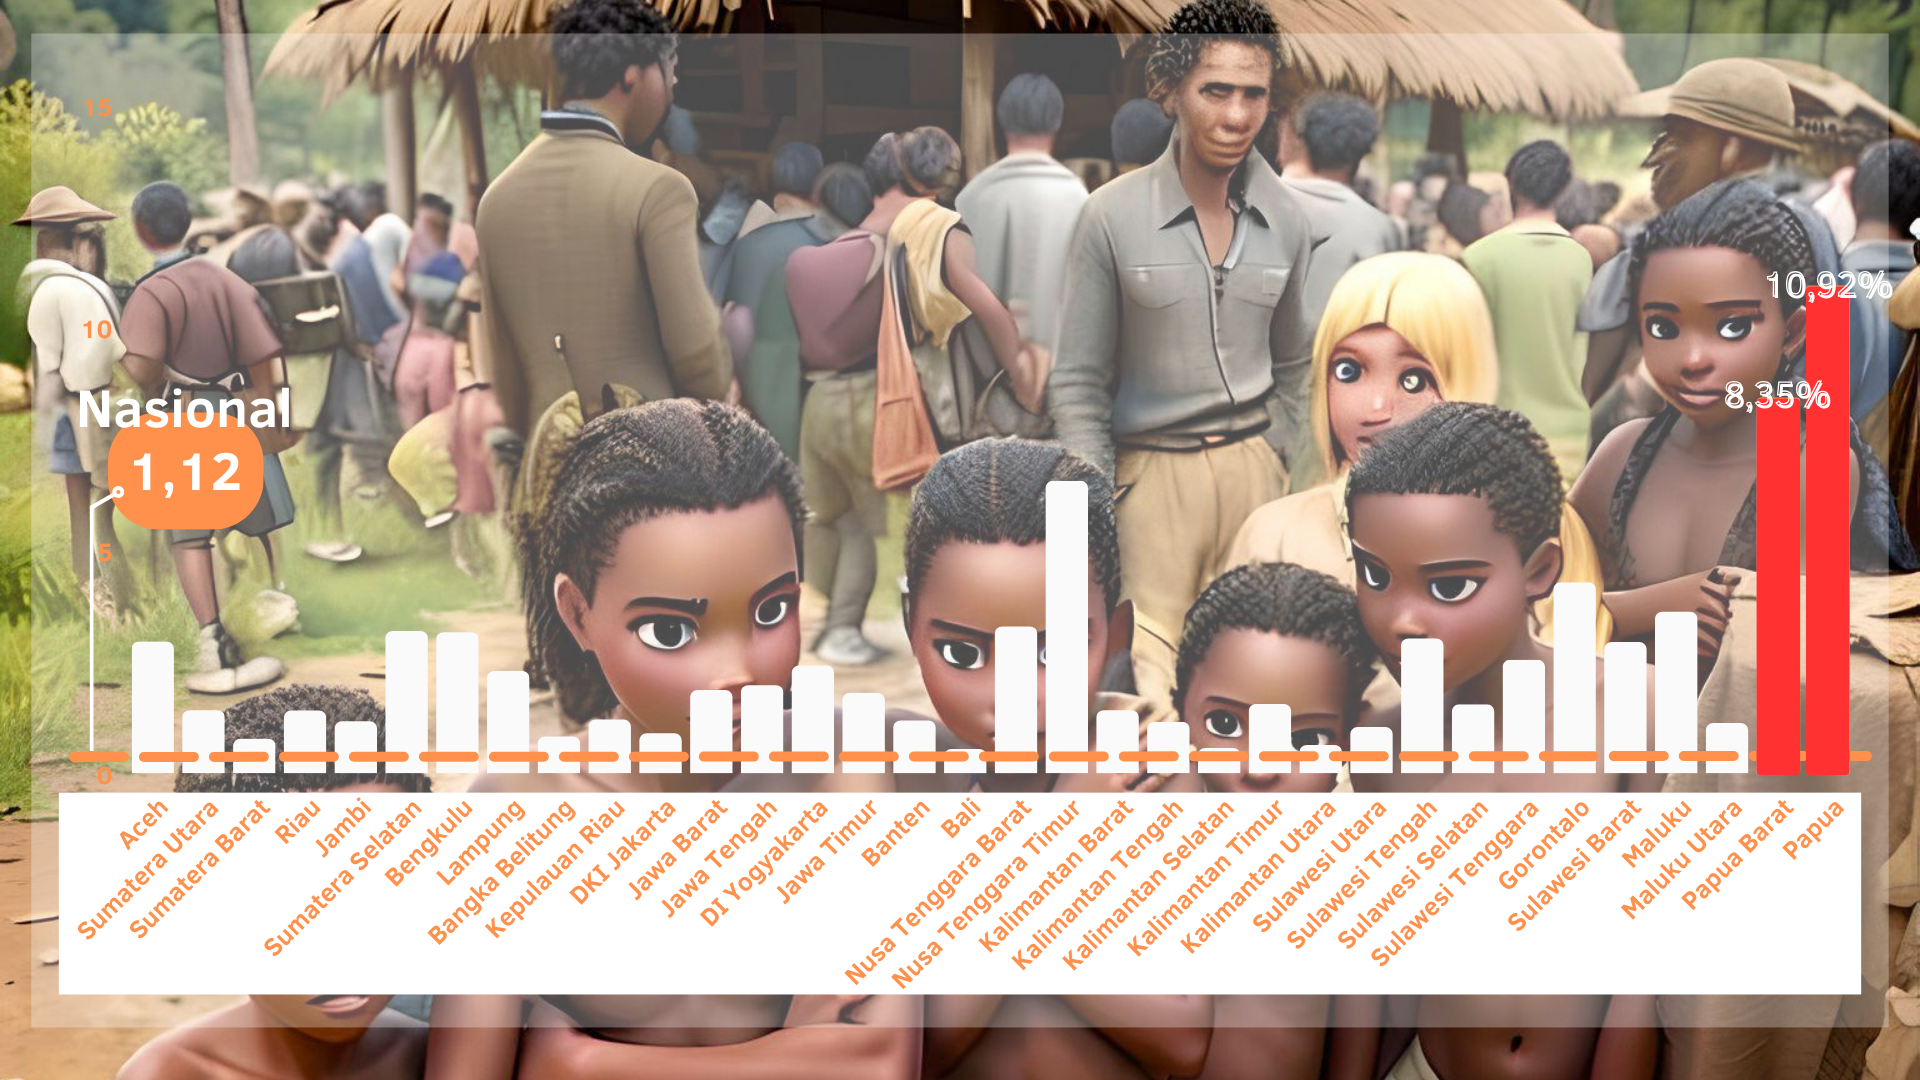 15
10
Nasional
1,12
5
0
10,92%
8,35%
Aceh
Sumatera Utara
Sumatera Barat
Riau
Jambi
Sumatera Selatan
Bengkulu
Lampung
Bangka Belitung
Kepulauan Riau
DKI Jakarta
Jawa Barat
Jawa Tengah
DI Yogyakarta
Jawa Timur
Banten
Bali
Nusa Tenggara Barat
Nusa Tenggara Timur
Kalimantan Barat
Kalimantan Tengah
Kalimantan Selatan
Kalimantan Timur
Kalimantan Utara
Sulawesi Utara
Sulawesi Tengah
Sulawesi Selatan
Sulawesi Tenggara
Gorontalo
Sulawesi Barat
Maluku
Maluku Utara
Papua Barat
Papua